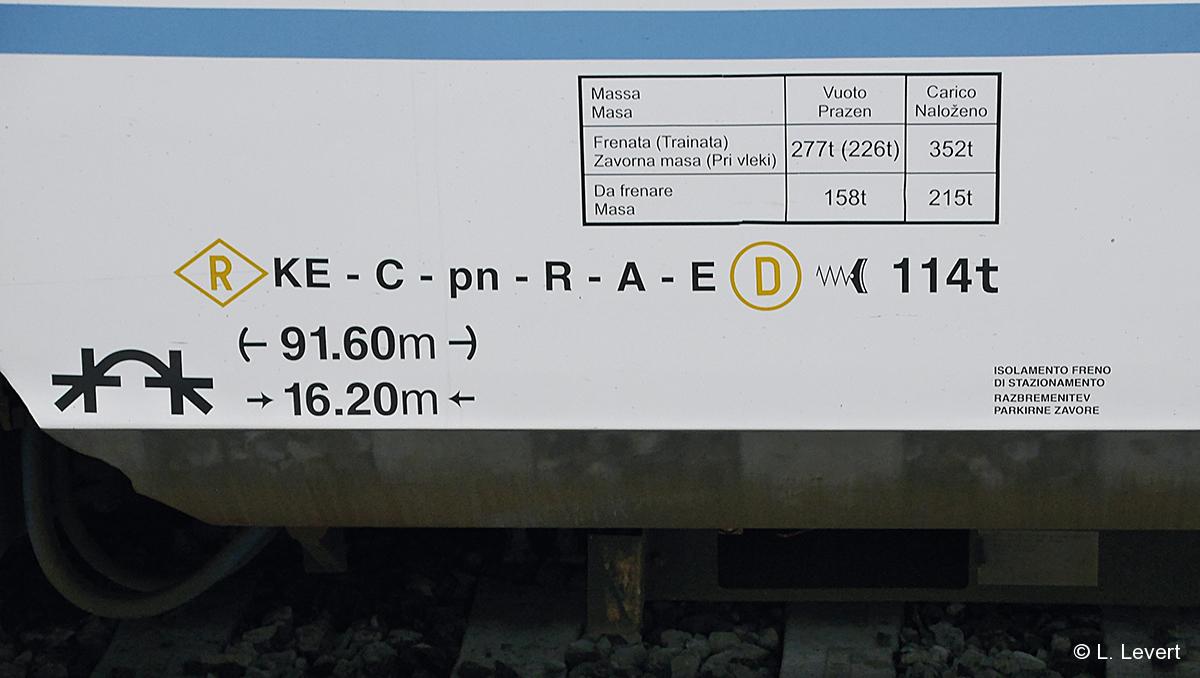 Massa Vuoto Carico
Masa Prazen Naloženo
Frenata (Trainata)
Zavorna masa (Pri vleki) 277t (226t) 352t
Da frenare
Masa 158t 215t
R KE - C - pn - R - A - E D 114t
91.60m
16.20m
ISOLAMENTO FRENO
DI STAZIONAMENTO
RAZBREMENITEV
PARKIRNE ZAVORE
© L. Levert